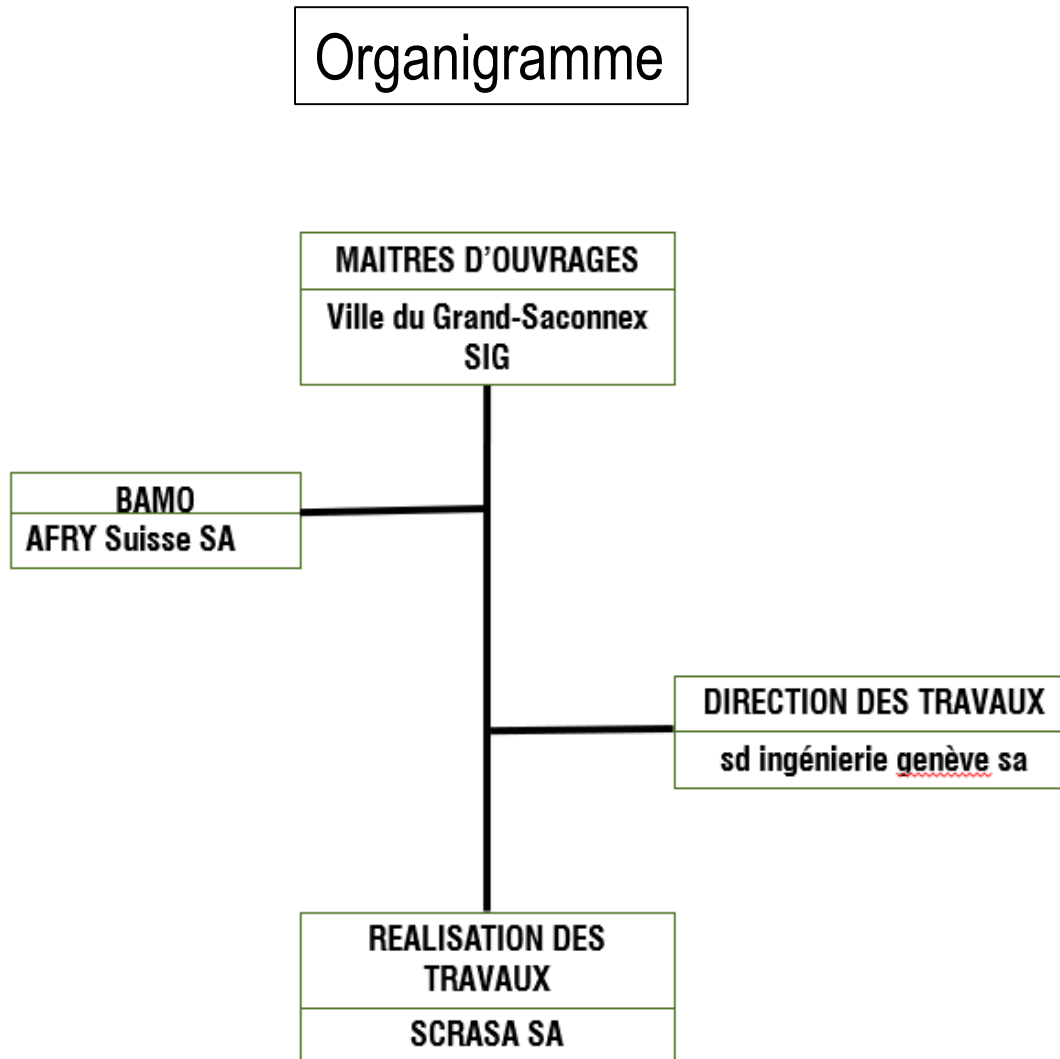 Organigramme
MAITRES D'OUVRAGES
Ville du Grand-Saconnex
SIG
BAMO
AFRY Suisse SA
DIRECTION DES TRAVAUX
sd ingénierie genève sa
REALISATION DES
TRAVAUX
SCRASA SA